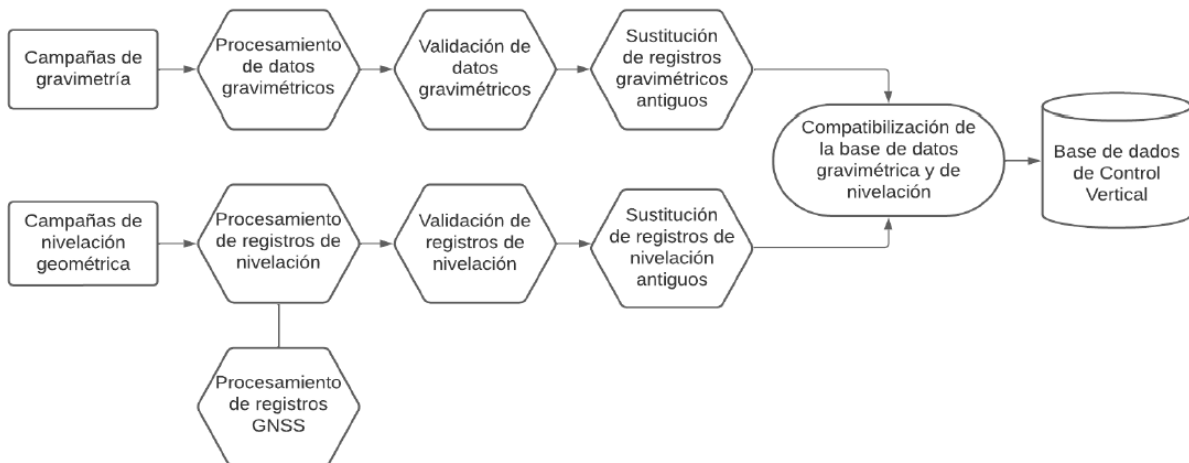 Campañas de
gravimetría
Procesamiento
de datos
gravimétricos
Validación de
datos
gravimétricos
Sustitución
de registros
gravimétricos
antiguos
Compatibilización de
la base de datos
gravimétrica y de
nivelación
Base de dados
de Control
Vertical
Campañas de
nivelación
geométrica
Procesamiento
de registros de
nivelación
Validación de
registros de
nivelación
Sustitución
de registros de
nivelación
antiguos
Procesamiento
de registros
GNSS